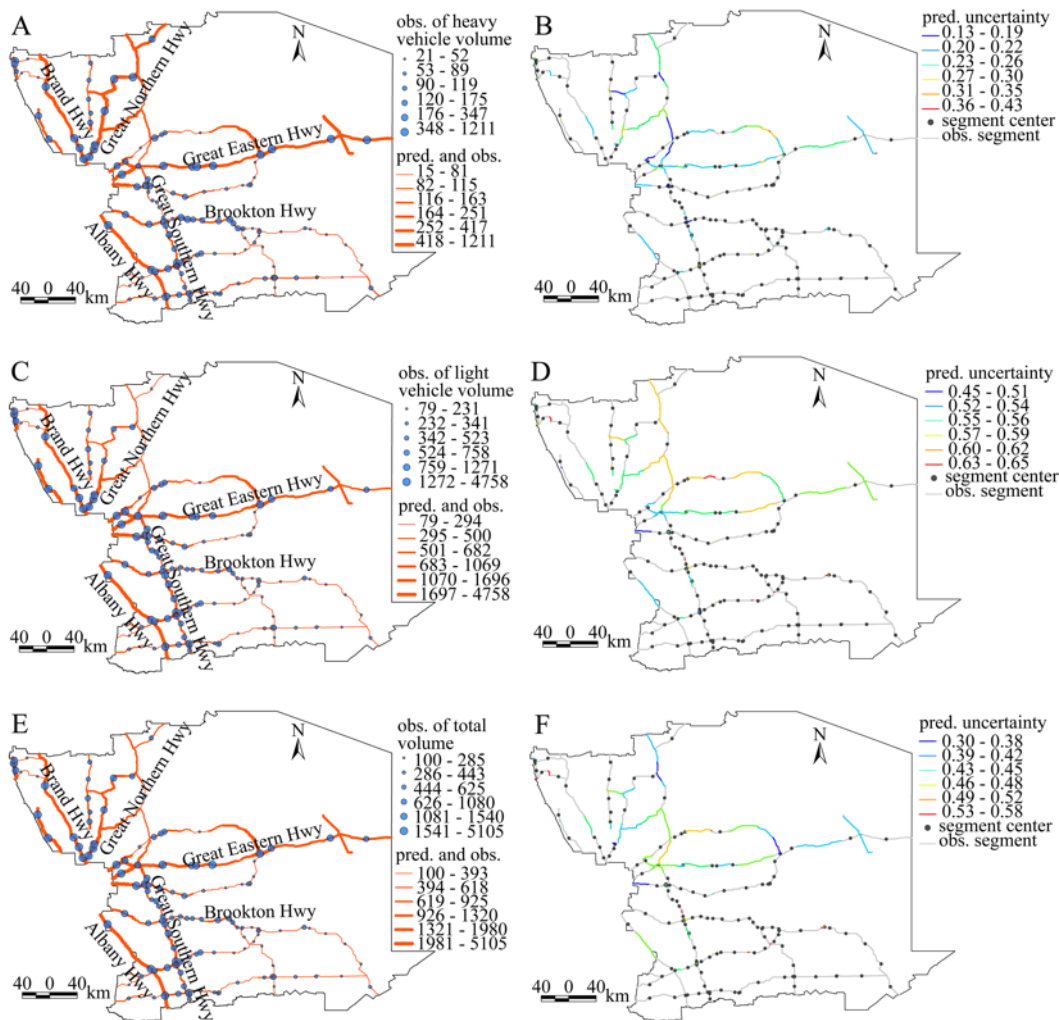 A
obs. of heavy
vehicle volume
21 - 52
53 - 89
90 - 119
120 - 175
176 - 347
348 - 1211
pred. and obs.
15 - 81
82 - 115
116 - 163
164 - 251
252 - 417
418 - 1211
N
Brand Hwy
Great Northern Hwy
Great Eastern Hwy
Great Southern Hwy
Brookton Hwy
Albany Hwy
40 0 40
km
B
pred. uncertainty
0.13 - 0.19
0.20 - 0.22
0.23 - 0.26
0.27 - 0.30
0.31 - 0.35
0.36 - 0.43
segment center
obs. segment
N
40 0 40
km
C
obs. of light
vehicle volume
79 - 231
232 - 341
342 - 523
524 - 758
759 - 1271
1272 - 4758
pred. and obs.
79 - 294
295 - 500
501 - 682
683 - 1069
1070 - 1696
1697 - 4758
N
Brand Hwy
Great Northern Hwy
Great Eastern Hwy
Great Southern Hwy
Brookton Hwy
Albany Hwy
40 0 40
km
D
pred. uncertainty
0.45 - 0.51
0.52 - 0.54
0.55 - 0.56
0.57 - 0.59
0.60 - 0.62
0.63 - 0.65
segment center
obs. segment
N
40 0 40
km
E
obs. of total
volume
100 - 285
286 - 443
444 - 625
626 - 1080
1081 - 1540
1541 - 5105
pred. and obs.
100 - 393
394 - 618
619 - 925
926 - 1320
1321 - 1980
1981 - 5105
N
Brand Hwy
Great Northern Hwy
Great Eastern Hwy
Great Southern Hwy
Brookton Hwy
Albany Hwy
40 0 40
km
F
pred. uncertainty
0.30 - 0.38
0.39 - 0.42
0.43 - 0.45
0.46 - 0.48
0.49 - 0.52
0.53 - 0.58
segment center
obs. segment
N
40 0 40
km